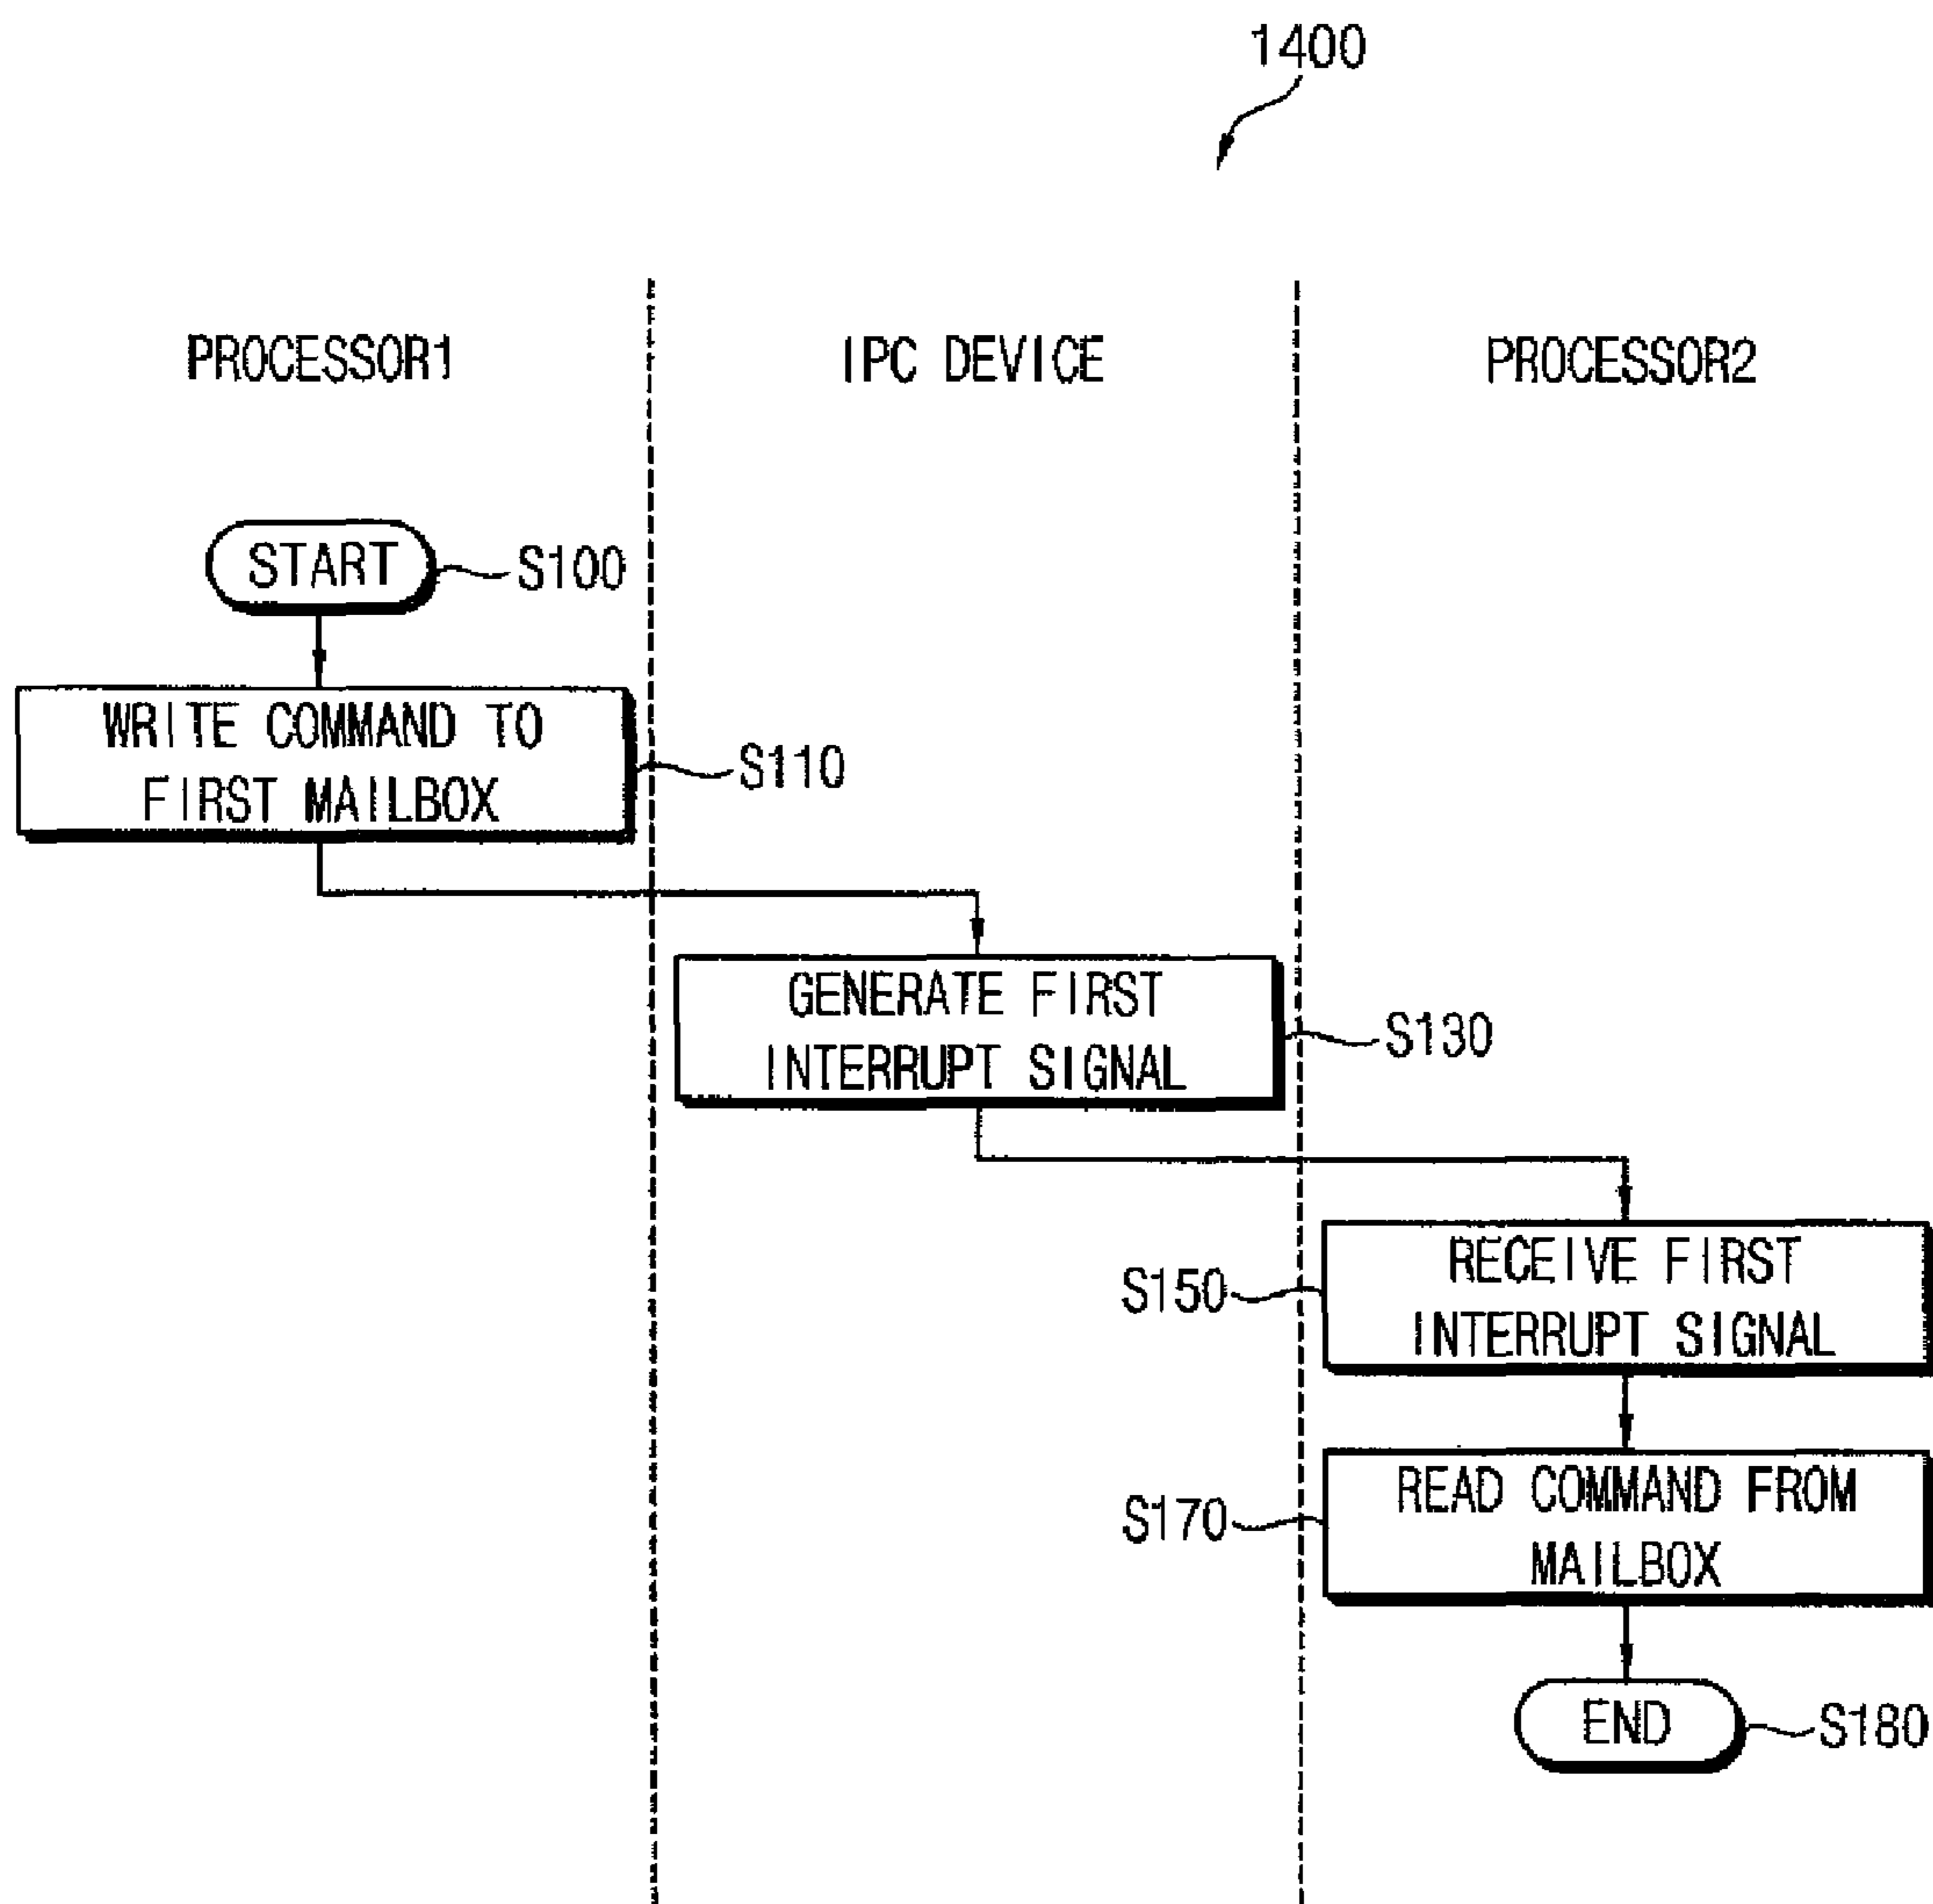 1400
PROCESSOR1
IPC DEVICE
PROCESSOR2
START
S100
WRITE COMMAND TO
FIRST MAILBOX
S110
GENERATE FIRST
INTERRUPT SIGNAL
S130
RECEIVE FIRST
INTERRUPT SIGNAL
S150
READ COMMAND FROM
MAILBOX
S170
END
S180